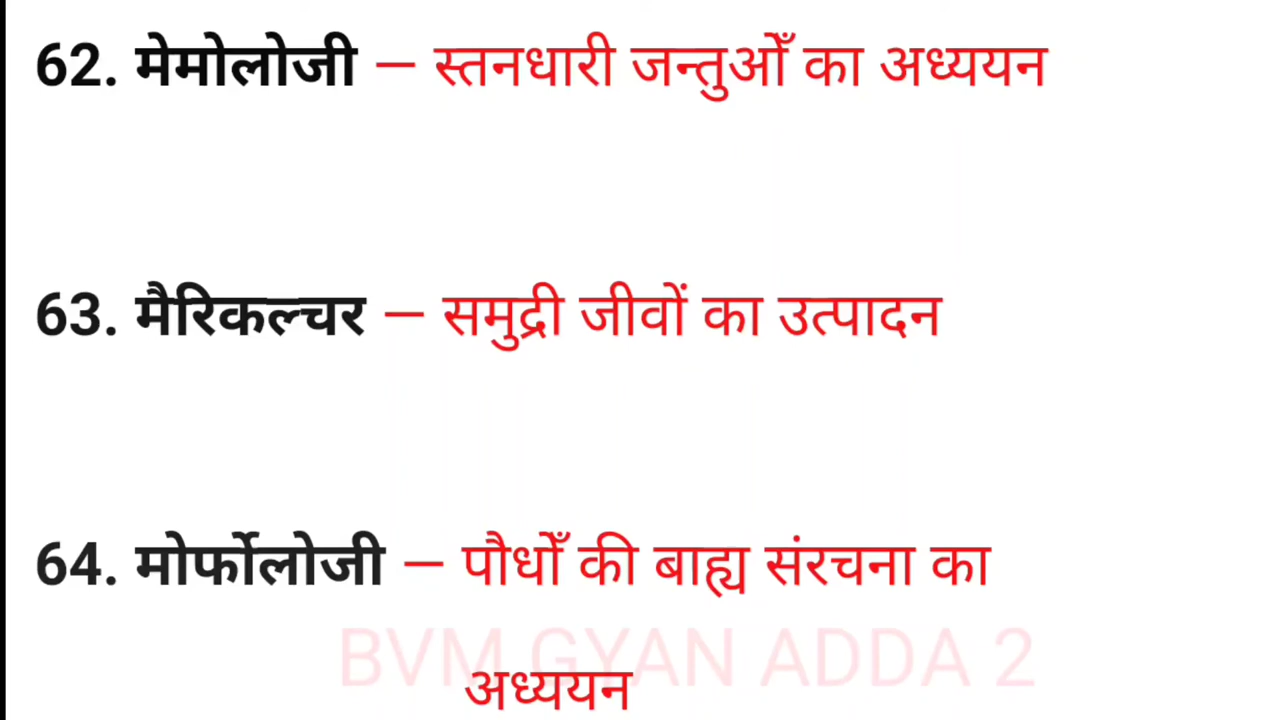 62. मेमोलोजी – स्तनधारी जन्तुओँ का अध्ययन
63. मैरिकल्चर – समुद्री जीवों का उत्पादन
64. मोर्फोलोजी – पौधोँ की बाह्य संरचना का
BVM GYAN ADDA 2
अध्ययन